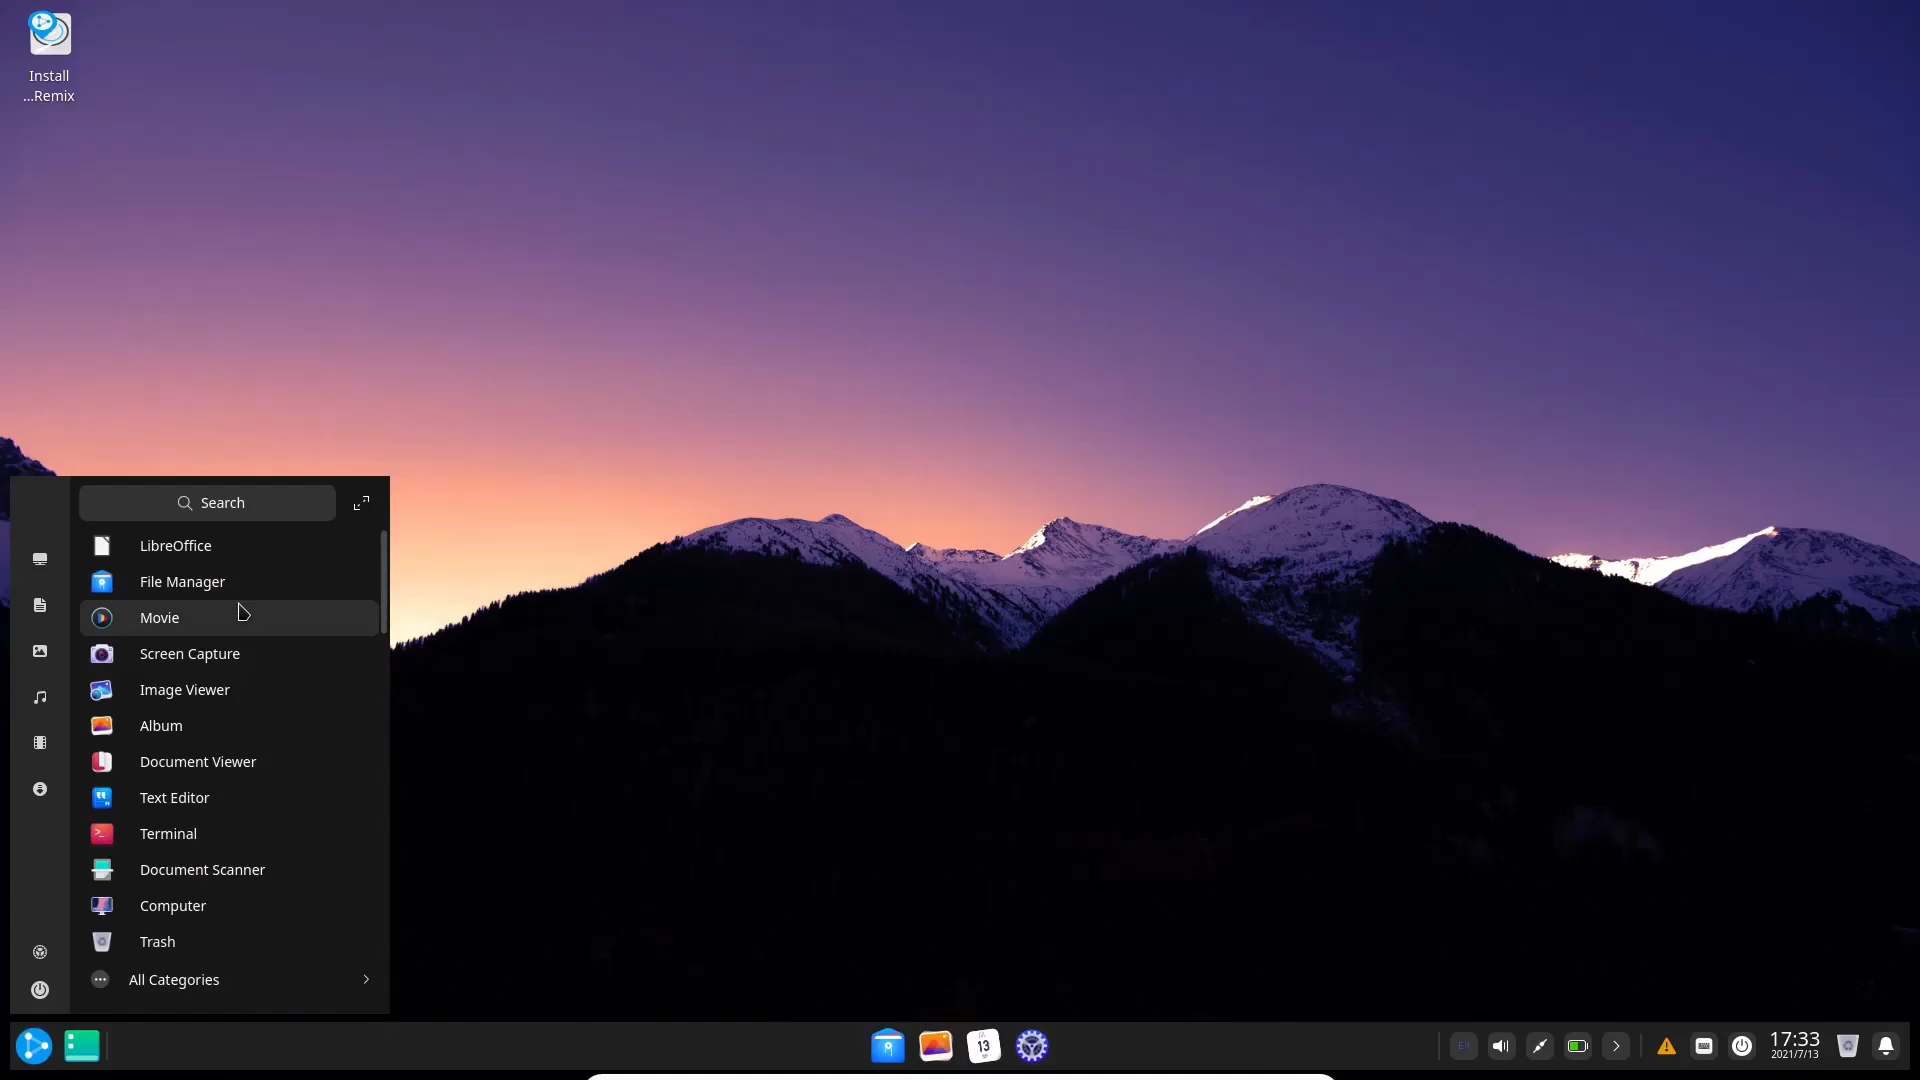 Install
...Remix
Search
LibreOffice
File Manager
Movie
Screen Capture
Image Viewer
Album
Document Viewer
Text Editor
Terminal
Document Scanner
Computer
Trash
All Categories
13
EN
17:33
2021/7/13